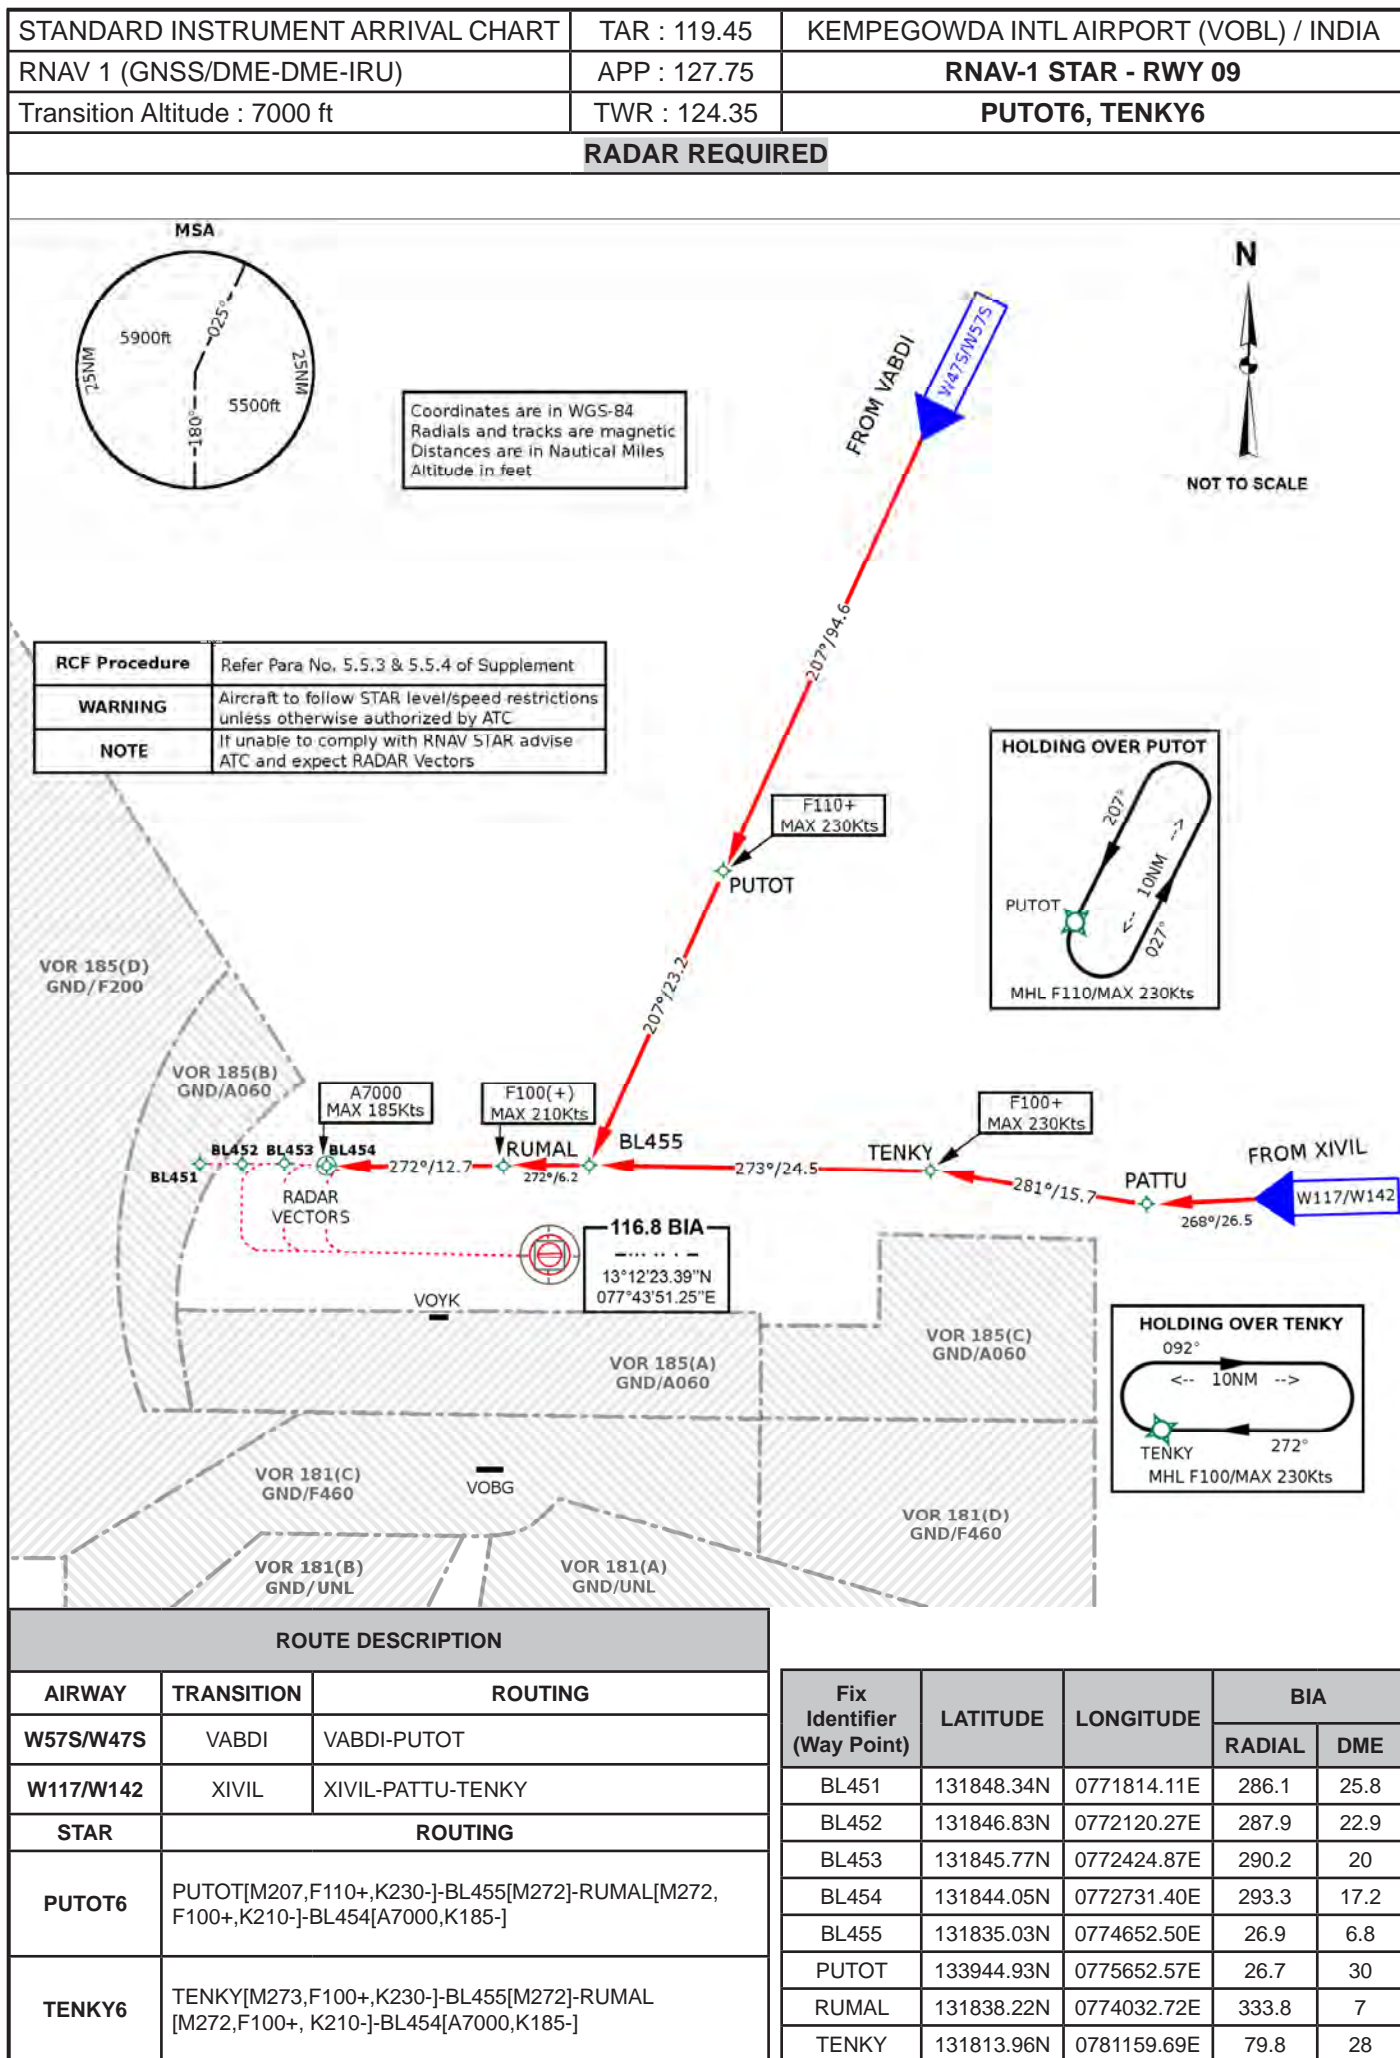 STANDARD INSTRUMENT ARRIVAL CHART
TAR : 119.45
KEMPEGOWDA INTL AIRPORT (VOBL) / INDIA
RNAV 1 (GNSS/DME-DME-IRU)
APP : 127.75
RNAV-1 STAR - RWY 09
Transition Altitude : 7000 ft
TWR : 124.35
PUTOT6, TENKY6
RADAR REQUIRED
MSA
5900ft
025°
25NM
25NM
5500ft
180°
Coordinates are in WGS-84
Radials and tracks are magnetic
Distances are in Nautical Miles
Altitude in feet
FROM VABDI
W47S/W57S
N
NOT TO SCALE
207°/94.6
RCF Procedure
Refer Para No. 5.5.3 & 5.5.4 of Supplement
WARNING
Aircraft to follow STAR level/speed restrictions
unless otherwise authorized by ATC
NOTE
If unable to comply with RNAV STAR advise
ATC and expect RADAR Vectors
F110+
MAX 230Kts
PUTOT
HOLDING OVER PUTOT
207°
<-- 10NM -->
027°
PUTOT
MHL F110/MAX 230Kts
207°/23.2
VOR 185(D)
GND/F200
VOR 185(B)
GND/A060
A7000
MAX 185Kts
F100(+)
MAX 210Kts
F100+
MAX 230Kts
BL451
BL452
BL453
BL454
272°/12.7
RUMAL
272°/6.2
BL455
273°/24.5
TENKY
281°/15.7
PATTU
268°/26.5
FROM XIVIL
W117/W142
RADAR
VECTORS
116.8 BIA
13°12'23.39"N
077°43'51.25"E
VOYK
VOR 185(A)
GND/A060
VOR 185(C)
GND/A060
HOLDING OVER TENKY
092°
<-- 10NM -->
TENKY
272°
MHL F100/MAX 230Kts
VOR 181(C)
GND/F460
VOBG
VOR 181(D)
GND/F460
VOR 181(B)
GND/UNL
VOR 181(A)
GND/UNL
ROUTE DESCRIPTION
AIRWAY TRANSITION ROUTING
W57S/W47S VABDI VABDI-PUTOT
W117/W142 XIVIL XIVIL-PATTU-TENKY
STAR ROUTING
PUTOT6
PUTOT[M207,F110+,K230-]-BL455[M272]-RUMAL[M272,
F100+,K210-]-BL454[A7000,K185-]
TENKY6
TENKY[M273,F100+,K230-]-BL455[M272]-RUMAL
[M272,F100+, K210-]-BL454[A7000,K185-]
Fix
Identifier
(Way Point)
LATITUDE
LONGITUDE
BIA
RADIAL DME
BL451 131848.34N 0771814.11E 286.1 25.8
BL452 131846.83N 0772120.27E 287.9 22.9
BL453 131845.77N 0772424.87E 290.2 20
BL454 131844.05N 0772731.40E 293.3 17.2
BL455 131835.03N 0774652.50E 26.9 6.8
PUTOT 133944.93N 0775652.57E 26.7 30
RUMAL 131838.22N 0774032.72E 333.8 7
TENKY 131813.96N 0781159.69E 79.8 28